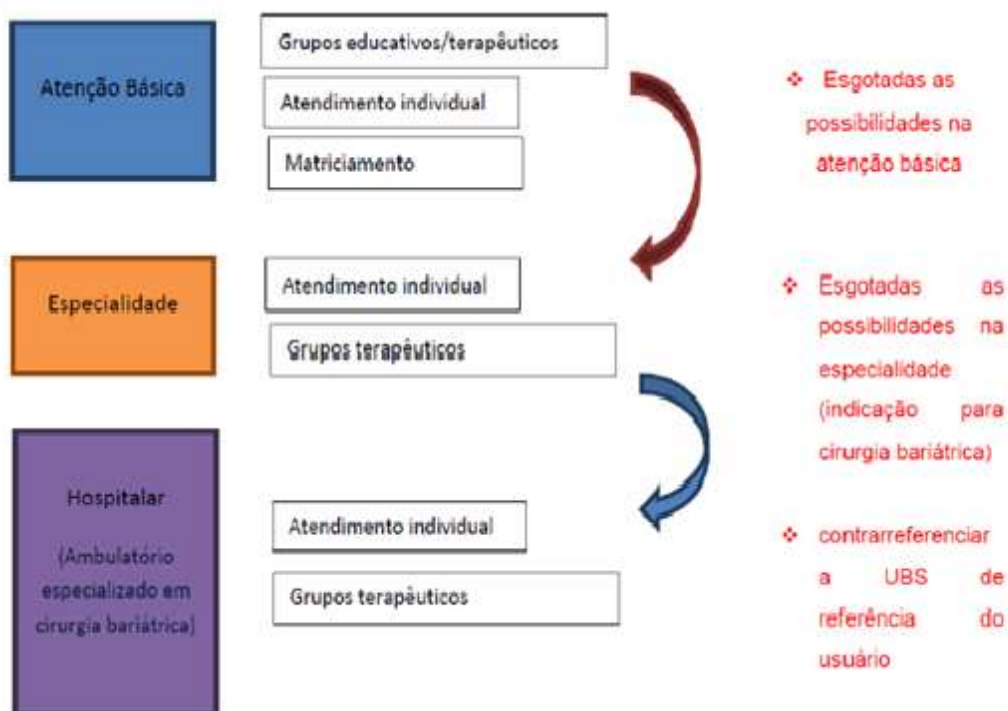 Atenção Básica
Grupos educativos/terapêuticos
Atendimento individual
Matriciamento
❖ Esgotadas as
possibilidades na
atenção básica
Especialidade
Atendimento individual
Grupos terapêuticos
❖ Esgotadas as
possibilidades na
especialidade
(indicação para
cirurgia bariátrica)
Hospitalar
(Ambulatório
especializado em
cirurgia bariátrica)
Atendimento individual
Grupos terapêuticos
❖ contrarreferenciar
a UBS de
referência do
usuário